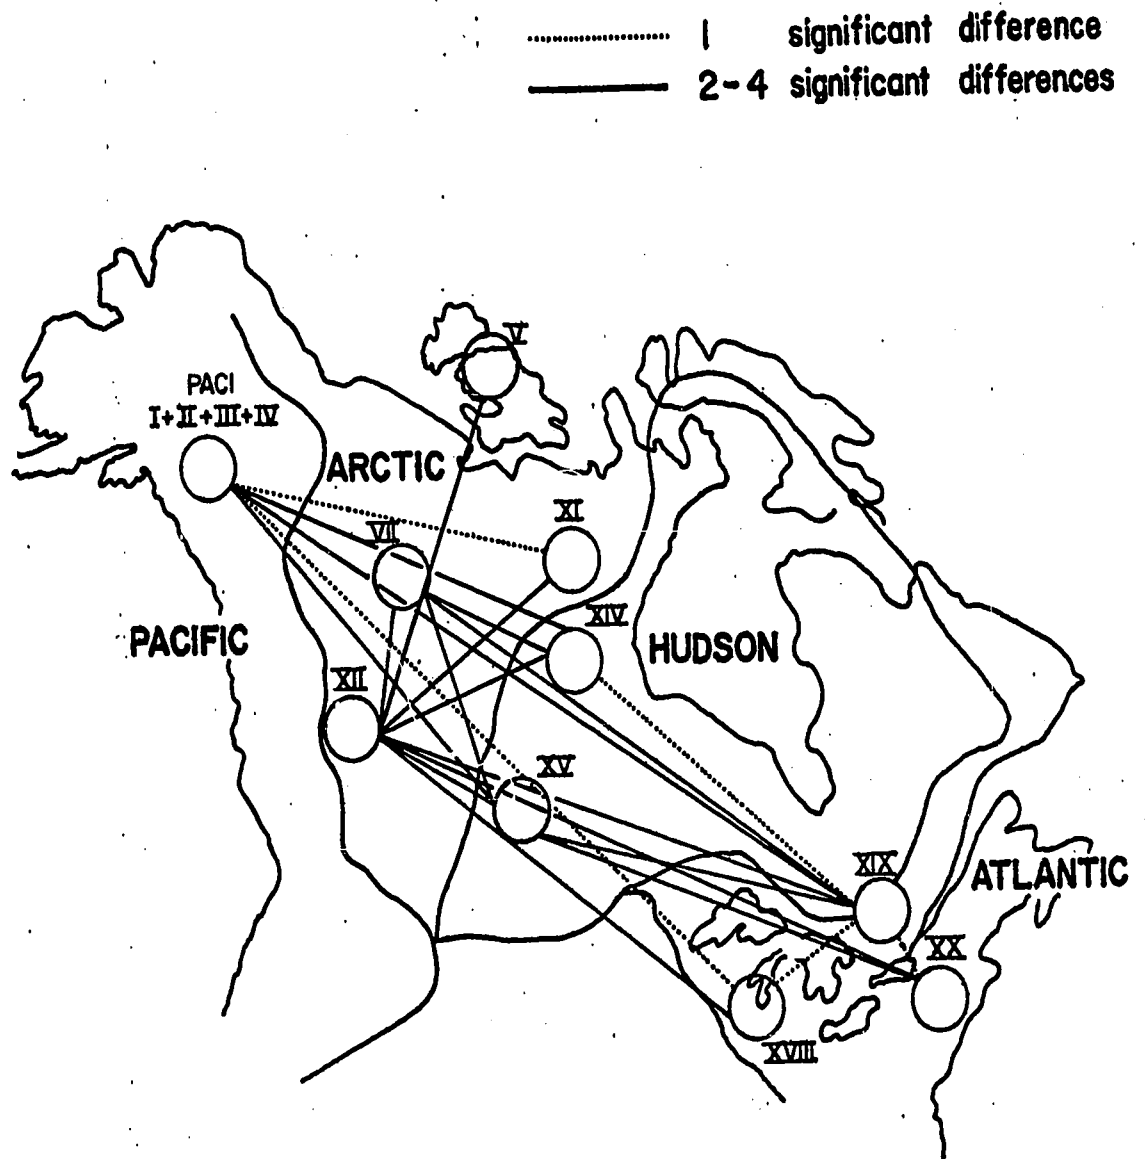 1 significant difference
2-4 significant differences
V
PACI
I+II+III+IV
ARCTIC
XI
VII
XIV
PACIFIC
HUDSON
XII
XV
XIX
ATLANTIC
XX
XVIII